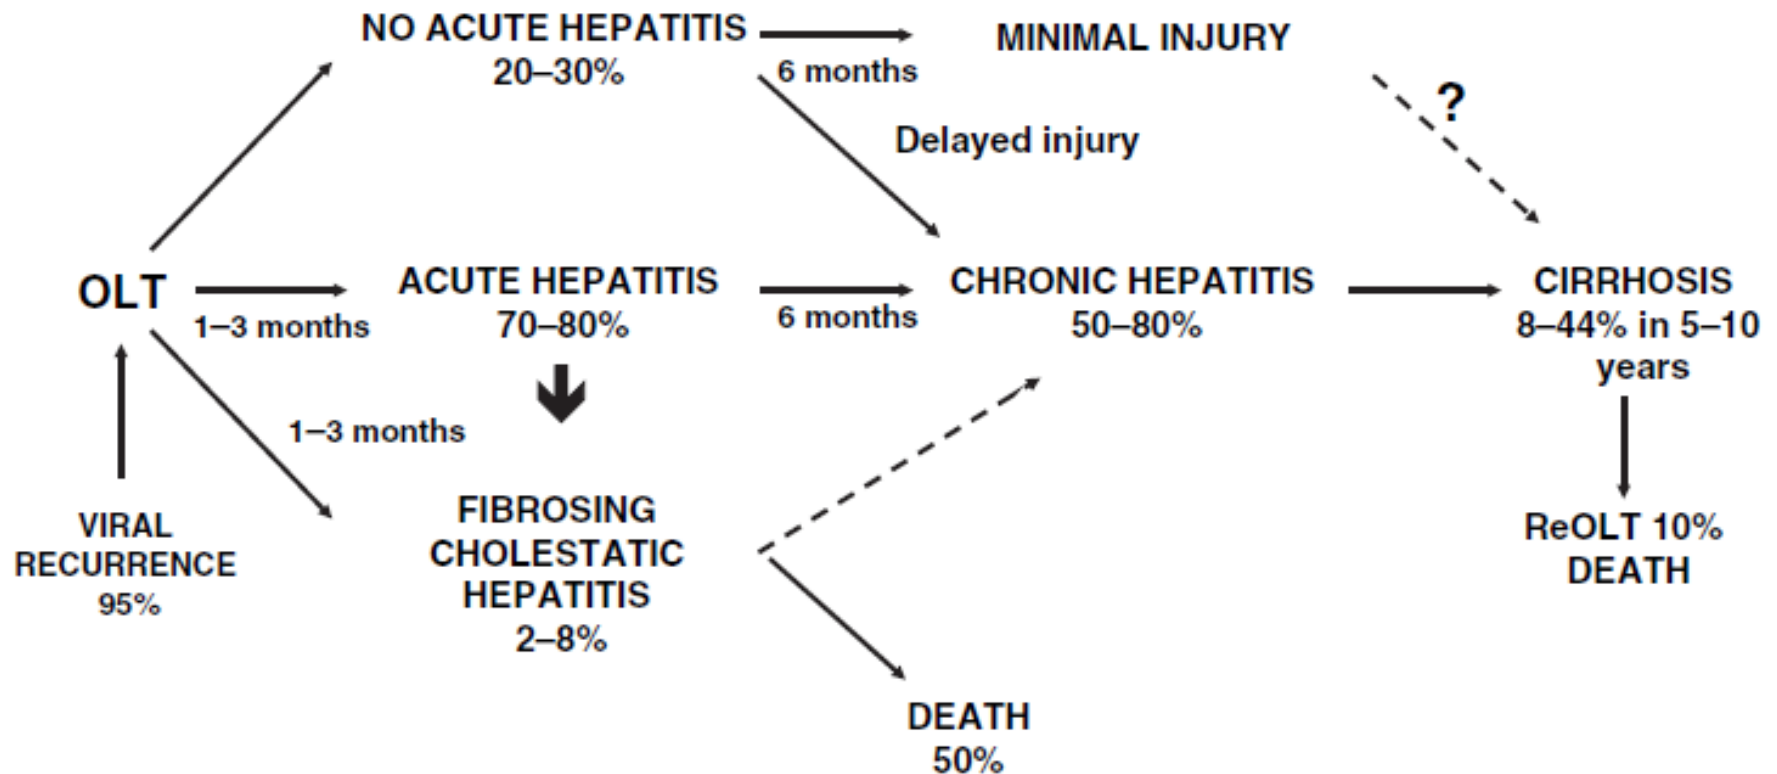 NO ACUTE HEPATITIS
20–30%
6 months
MINIMAL INJURY
?
Delayed injury
OLT
1–3 months
ACUTE HEPATITIS
70–80%
6 months
CHRONIC HEPATITIS
50–80%
CIRRHOSIS
8–44% in 5–10
years
1–3 months
VIRAL
RECURRENCE
95%
FIBROSING
CHOLESTATIC
HEPATITIS
2–8%
ReOLT 10%
DEATH
DEATH
50%